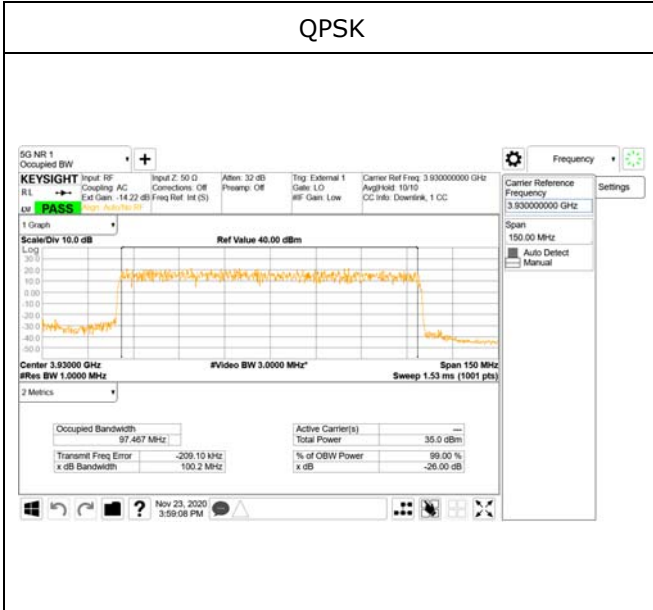 QPSK
5G NR 1
Occupied BW
Frequency
Settings
KEYSIGHT
RL
PASS
Input: RF
Coupling: AC
Ext Gain: -14.22 dB
Align: Auto/No RF
Input Z: 50 Ω
Corrections: Off
Freq Ref: Int (S)
Atten: 32 dB
Preamp: Off
Trig: External 1
Gate: LO
#IF Gain: Low
Carrier Ref Freq: 3.930000000 GHz
Avg|Hold: 10/10
CC Info: Downlink, 1 CC
Carrier Reference
Frequency
3.930000000 GHz
Span
150.00 MHz
Auto Detect
Manual
1 Graph
Scale/Div 10.0 dB
Ref Value 40.00 dBm
Log
30.0
20.0
10.0
0.00
-10.0
-20.0
-30.0
-40.0
-50.0
Center 3.93000 GHz
#Video BW 3.0000 MHz*
Span 150 MHz
#Res BW 1.0000 MHz
Sweep 1.53 ms (1001 pts)
2 Metrics
Occupied Bandwidth
97.467 MHz
Transmit Freq Error -209.10 kHz
x dB Bandwidth 100.2 MHz
Active Carrier(s) ---
Total Power 35.0 dBm
% of OBW Power 99.00 %
x dB -26.00 dB
Nov 23, 2020
3:59:08 PM